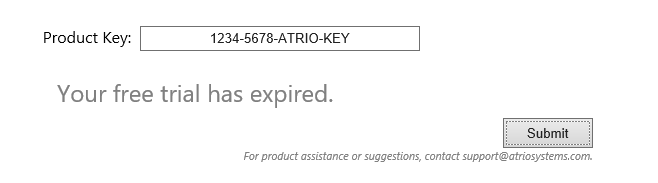 Product Key: 1234-5678-ATRIO-KEY
Your free trial has expired.
Submit
For product assistance or suggestions, contact support@atriosystems.com.